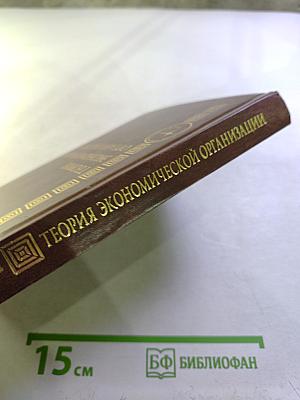 ТЕОРИЯ ЭКОНОМИЧЕСКОЙ ОРГАНИЗАЦИИ
15 см
БФ БИБЛИОФАН